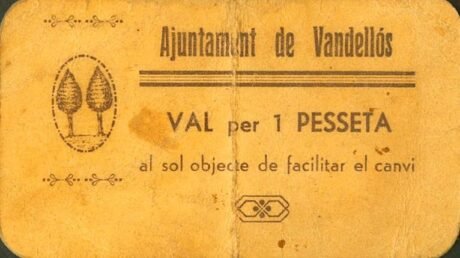 Ajuntament de Vandellós
VAL per 1 PESSETA
al sol objecte de facilitar el canvi